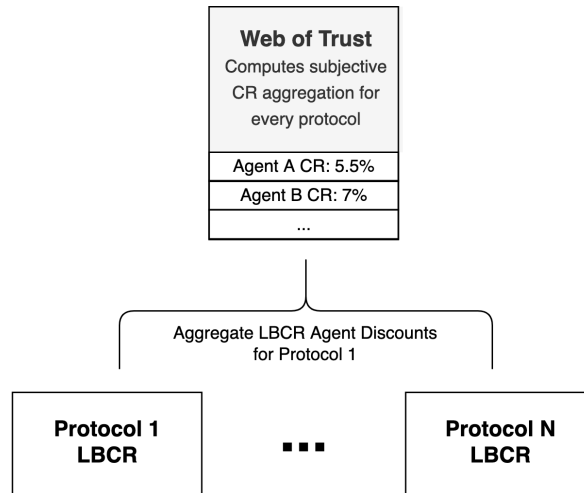 Web of Trust
Computes subjective
CR aggregation for
every protocol
Agent A CR: 5.5%
Agent B CR: 7%
...
Aggregate LBCR Agent Discounts
for Protocol 1
Protocol 1
LBCR
...
Protocol N
LBCR